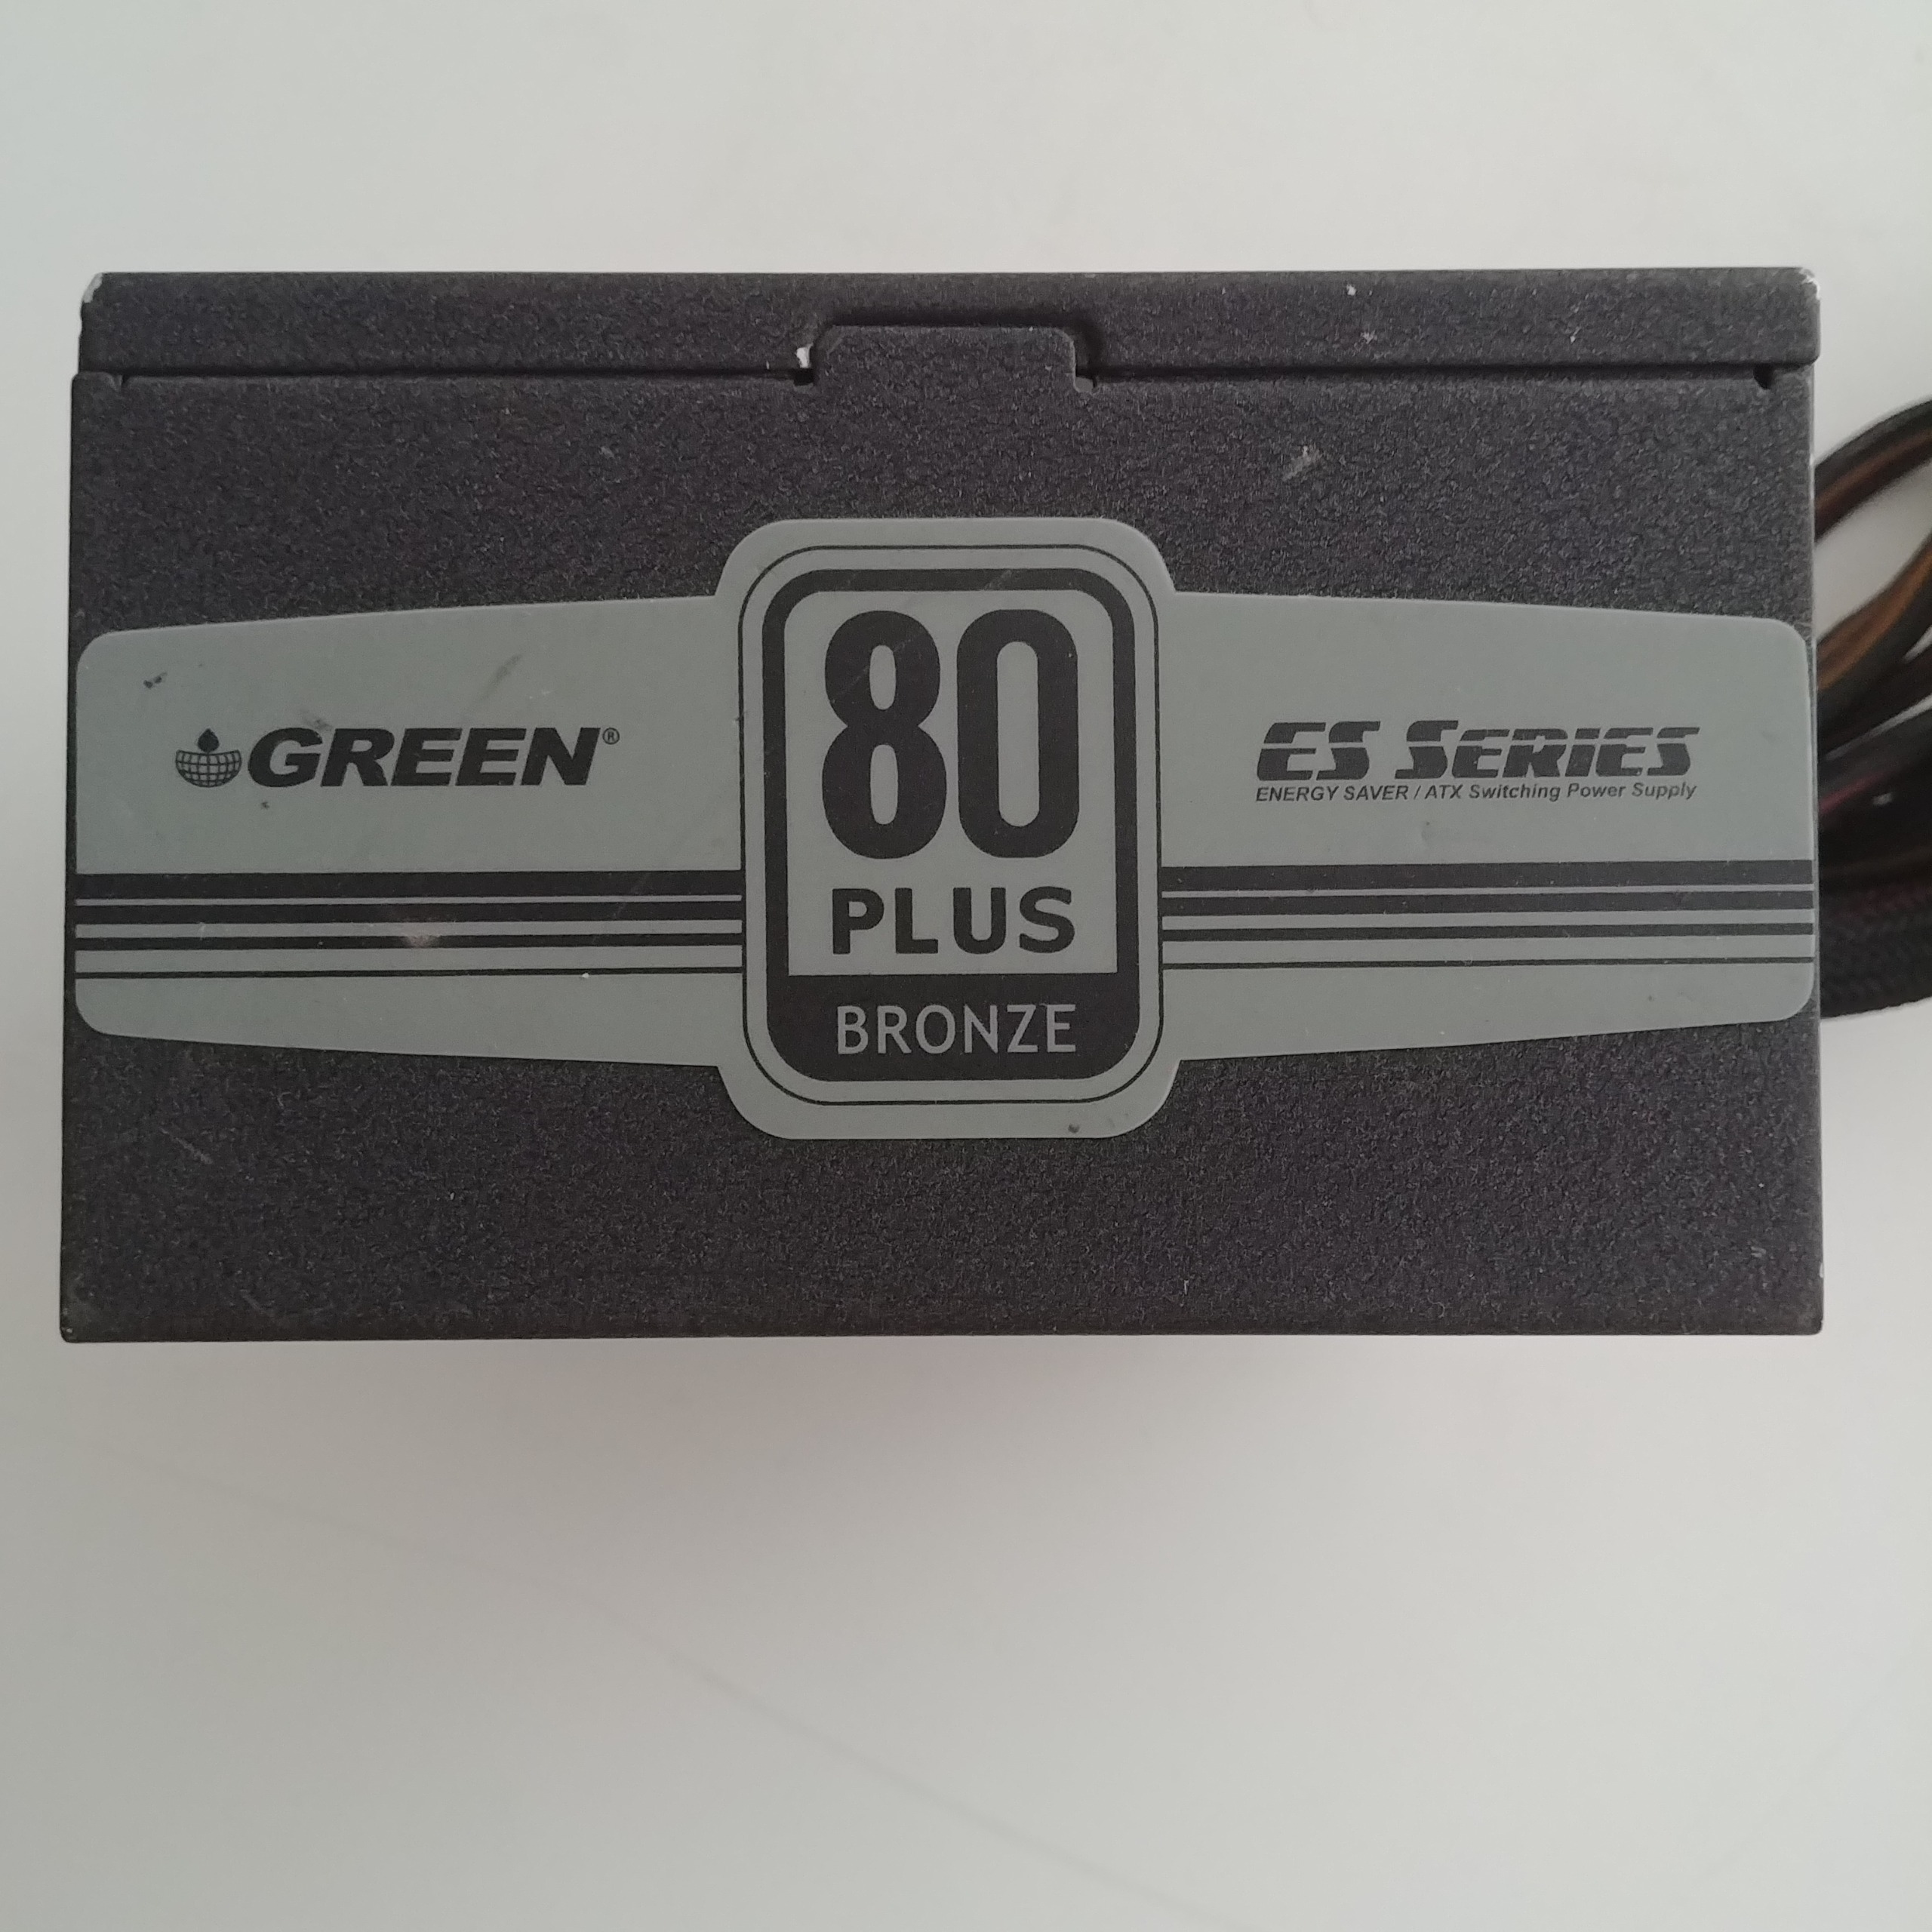 GREEN®
80
PLUS
BRONZE
ES SERIES
ENERGY SAVER / ATX Switching Power Supply